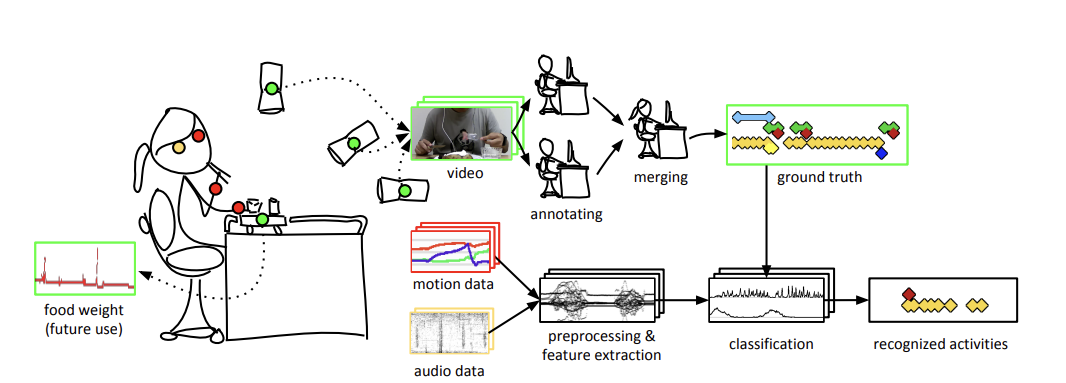 video
annotating
merging
ground truth
food weight
(future use)
motion data
audio data
preprocessing &
feature extraction
classification
recognized activities